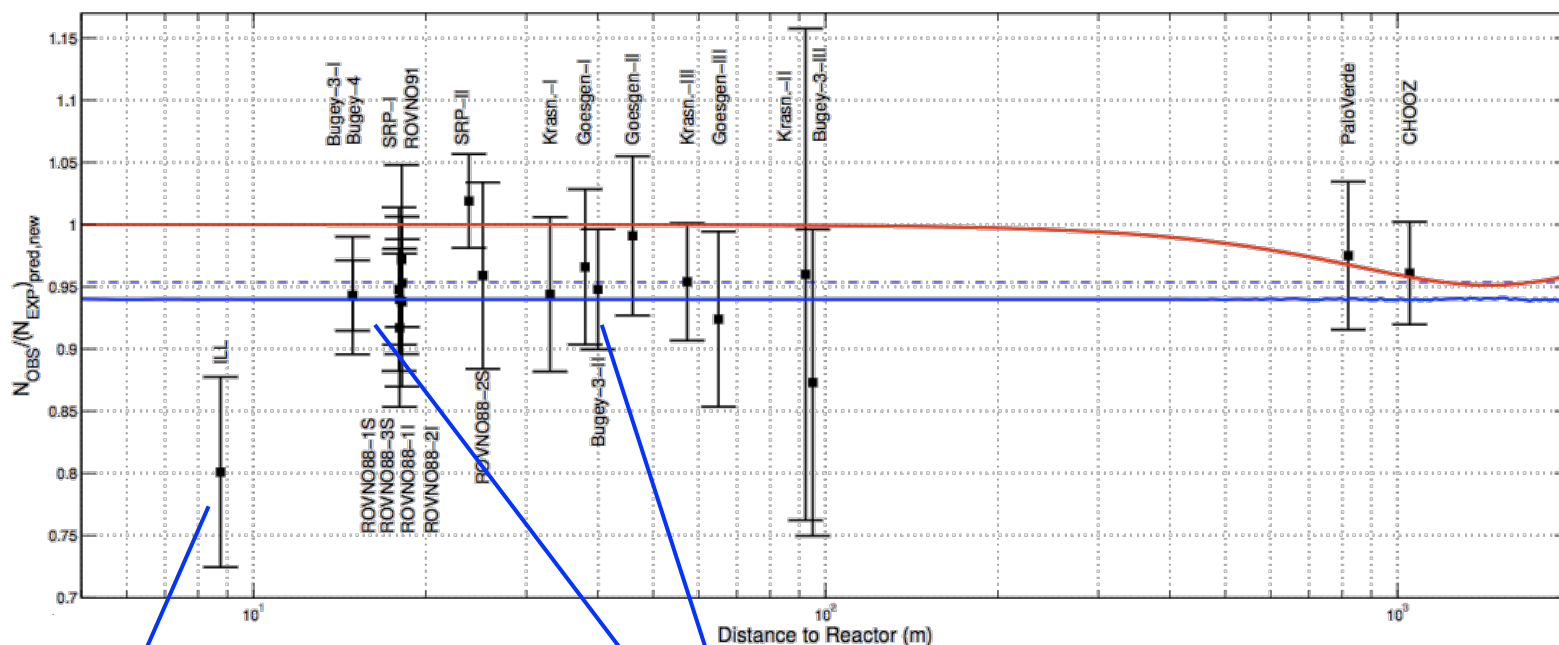 1.15
1.1
1.05
1
0.95
0.9
0.85
0.8
0.75
0.7
N_OBS/(N_EXP)_pred,new
ILL
Bugey-3-I
Bugey-4
SRP-I
ROVNO91
ROVNO88-1S
ROVNO88-3S
ROVNO88-1I
ROVNO88-2I
SRP-II
ROVNO88-2S
Krasn.-I
Goesgen-I
Bugey-3-II
Goesgen-II
Krasn.-III
Goesgen-III
Krasn.-II
Bugey-3-III
PaloVerde
CHOOZ
10^1
10^2
10^3
Distance to Reactor (m)